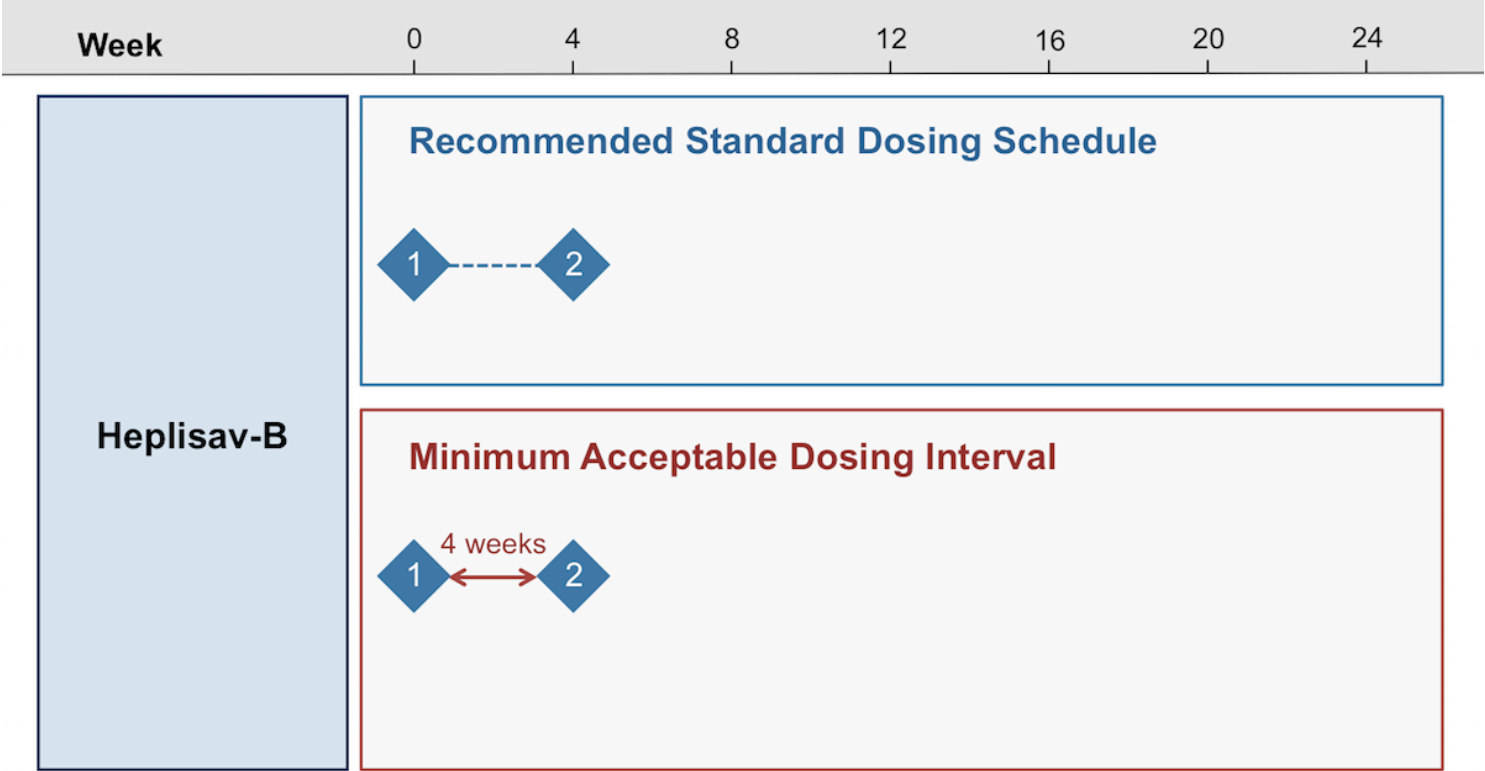 Week 0 4 8 12 16 20 24
Recommended Standard Dosing Schedule
1 2
Heplisav-B
Minimum Acceptable Dosing Interval
4 weeks
1 2